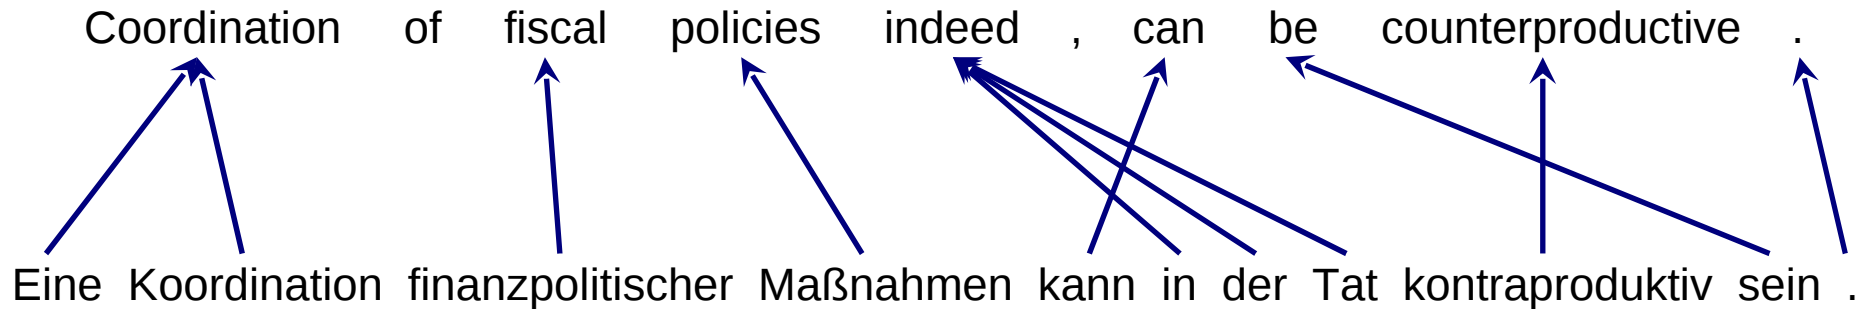 Coordination of fiscal policies indeed , can be counterproductive .
Eine Koordination finanzpolitischer Maßnahmen kann in der Tat kontraproduktiv sein .